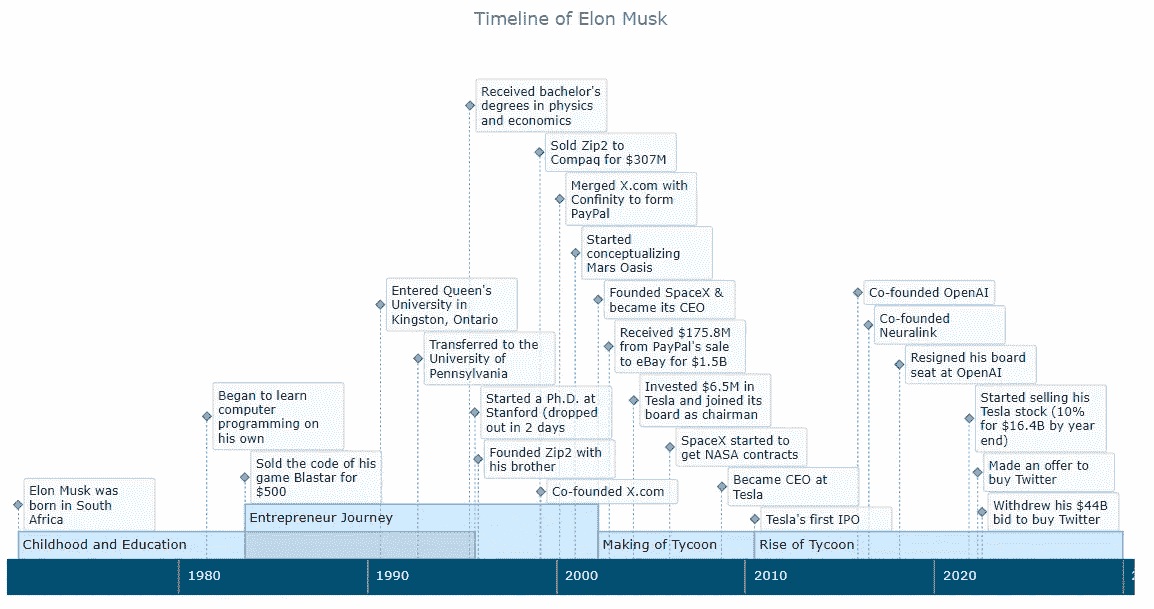 Timeline of Elon Musk
Received bachelor's
degrees in physics
and economics
Sold Zip2 to
Compaq for $307M
Merged X.com with
Confinity to form
PayPal
Started
conceptualizing
Mars Oasis
Entered Queen's
University in
Kingston, Ontario
Founded SpaceX &
became its CEO
Co-founded OpenAI
Co-founded
Neuralink
Transferred to the
University of
Pennsylvania
Received $175.8M
from PayPal's sale
to eBay for $1.5B
Resigned his board
seat at OpenAI
Began to learn
computer
programming on
his own
Started a Ph.D. at
Stanford (dropped
out in 2 days
Invested $6.5M in
Tesla and joined its
board as chairman
Started selling his
Tesla stock (10%
for $16.4B by year
end)
Sold the code of his
game Blastar for
$500
Founded Zip2 with
his brother
SpaceX started to
get NASA contracts
Made an offer to
buy Twitter
Elon Musk was
born in South
Africa
Co-founded X.com
Became CEO at
Tesla
Tesla's first IPO
Withdrew his $44B
bid to buy Twitter
Entrepreneur Journey
Childhood and Education
Making of Tycoon
Rise of Tycoon
1980
1990
2000
2010
2020